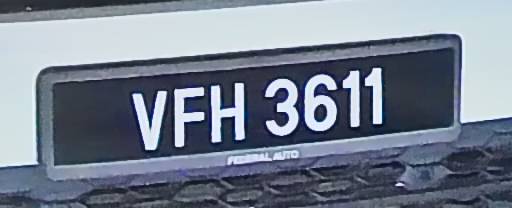 VFH 3611
FEDERAL AUTO